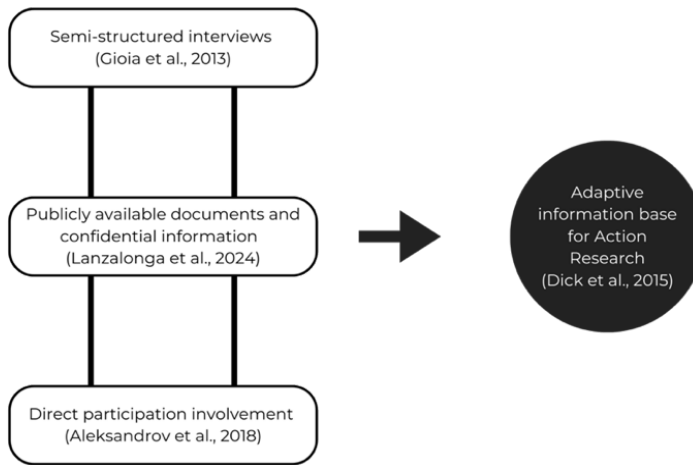 Semi-structured interviews
(Gioia et al., 2013)
Publicly available documents and
confidential information
(Lanzalonga et al., 2024)
Direct participation involvement
(Aleksandrov et al., 2018)
Adaptive
information base
for Action
Research
(Dick et al., 2015)